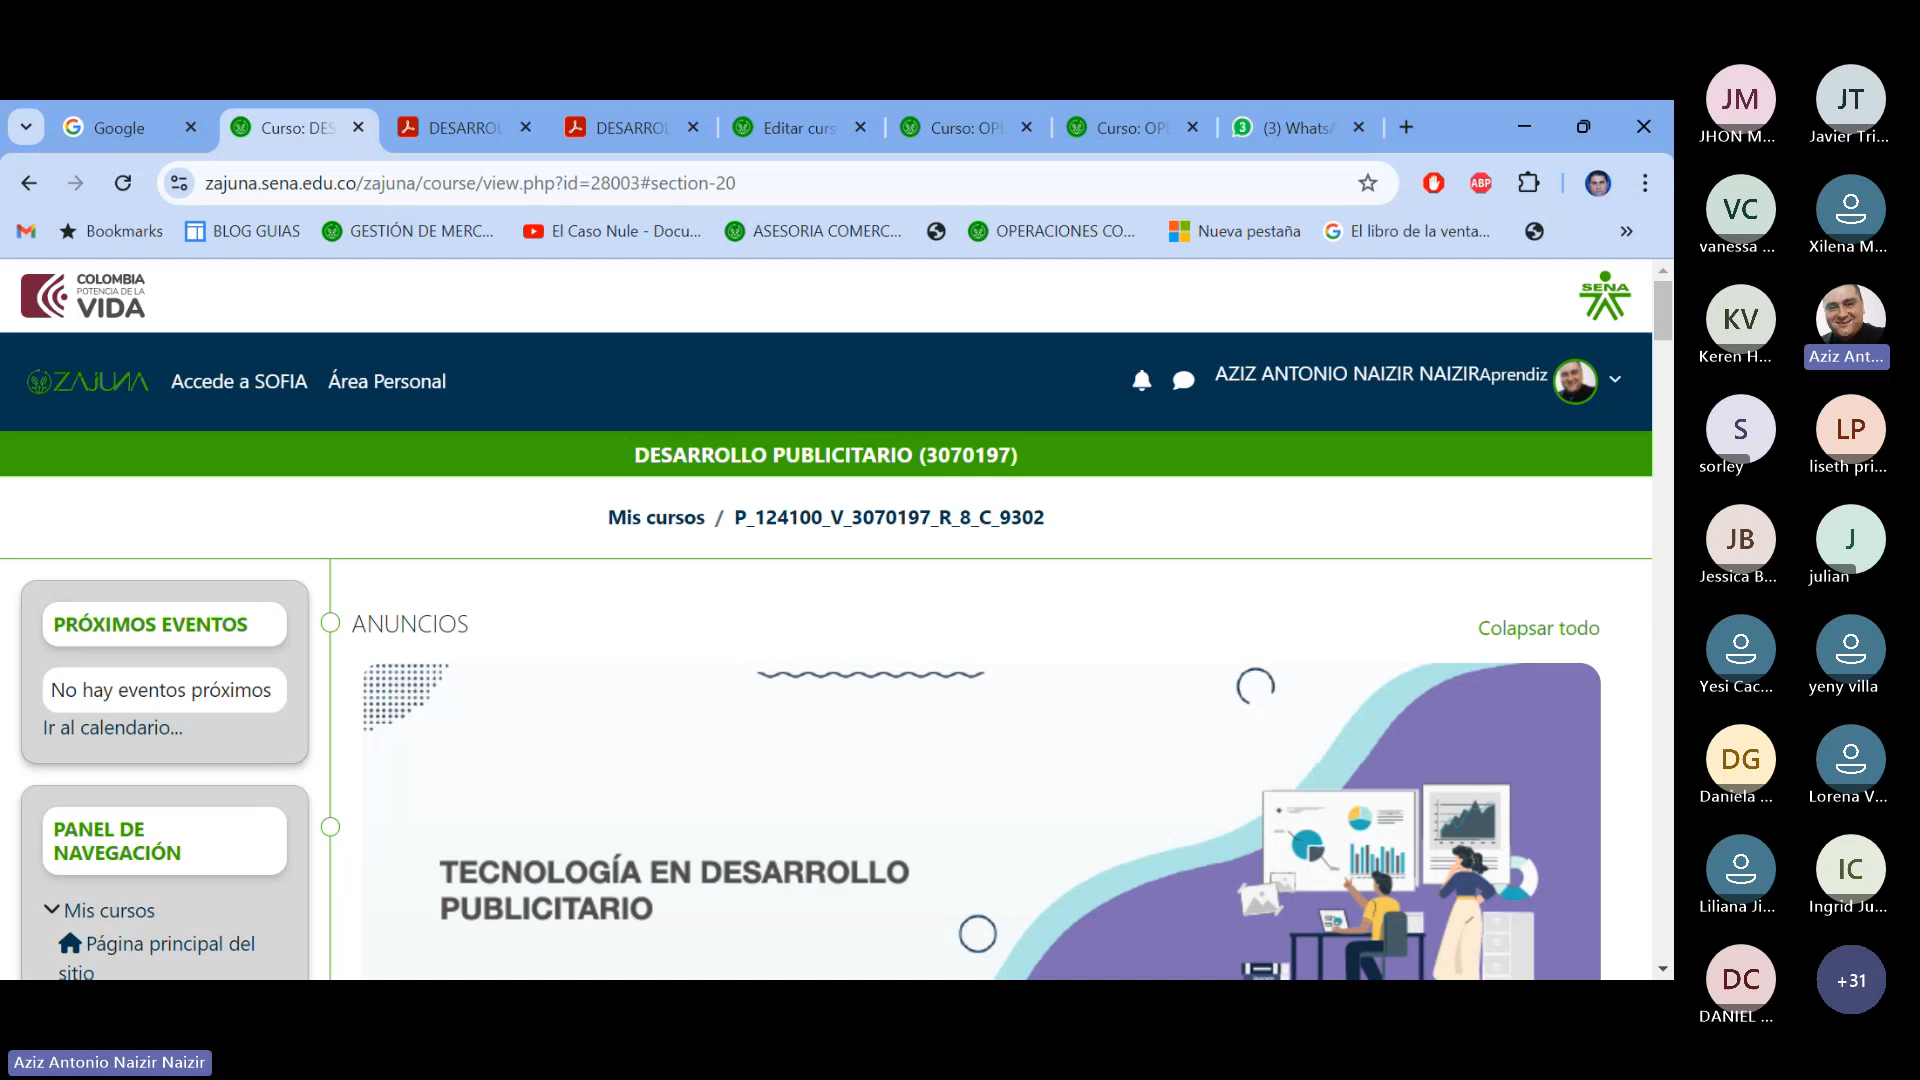 Google
Curso: DES
DESARROL
DESARROL
Editar curs
Curso: OPE
Curso: OPE
(3) WhatsA
zajuna.sena.edu.co/zajuna/course/view.php?id=28003#section-20
ABP
Bookmarks
BLOG GUIAS
GESTIÓN DE MERC...
El Caso Nule - Docu...
ASESORIA COMERC...
OPERACIONES CO...
Nueva pestaña
El libro de la venta...
COLOMBIA
POTENCIA DE LA
VIDA
SENA
ZAJUNA
Accede a SOFIA
Área Personal
AZIZ ANTONIO NAIZIR NAIZIRAprendiz
DESARROLLO PUBLICITARIO (3070197)
Mis cursos / P_124100_V_3070197_R_8_C_9302
PRÓXIMOS EVENTOS
No hay eventos próximos
Ir al calendario...
PANEL DE
NAVEGACIÓN
Mis cursos
Página principal del
sitio
ANUNCIOS
Colapsar todo
TECNOLOGÍA EN DESARROLLO
PUBLICITARIO
JM
JHON M...
JT
Javier Tri...
VC
vanessa ...
Xilena M...
KV
Keren H...
Aziz Ant...
S
sorley
LP
liseth pri...
JB
Jessica B...
J
julian
Yesi Cac...
yeny villa
DG
Daniela ...
Lorena V...
Liliana Ji...
IC
Ingrid Ju...
DC
DANIEL ...
+31
Aziz Antonio Naizir Naizir